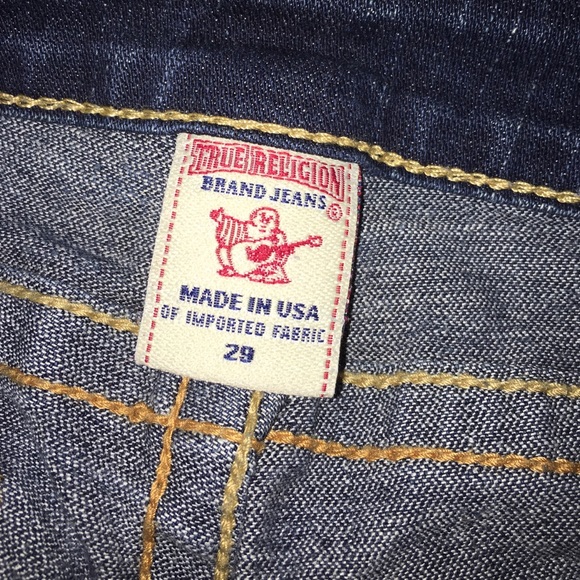 TRUE RELIGION
BRAND JEANS ®
MADE IN USA
OF IMPORTED FABRIC
29